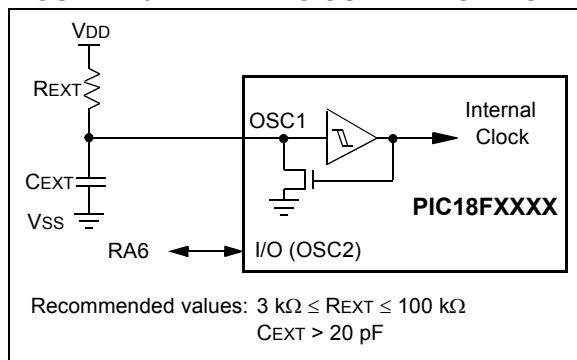 VDD
REXT
OSC1
Internal
Clock
CEXT
PIC18FXXXX
VSS
RA6
I/O (OSC2)
Recommended values: 3 kΩ ≤ REXT ≤ 100 kΩ
CEXT > 20 pF